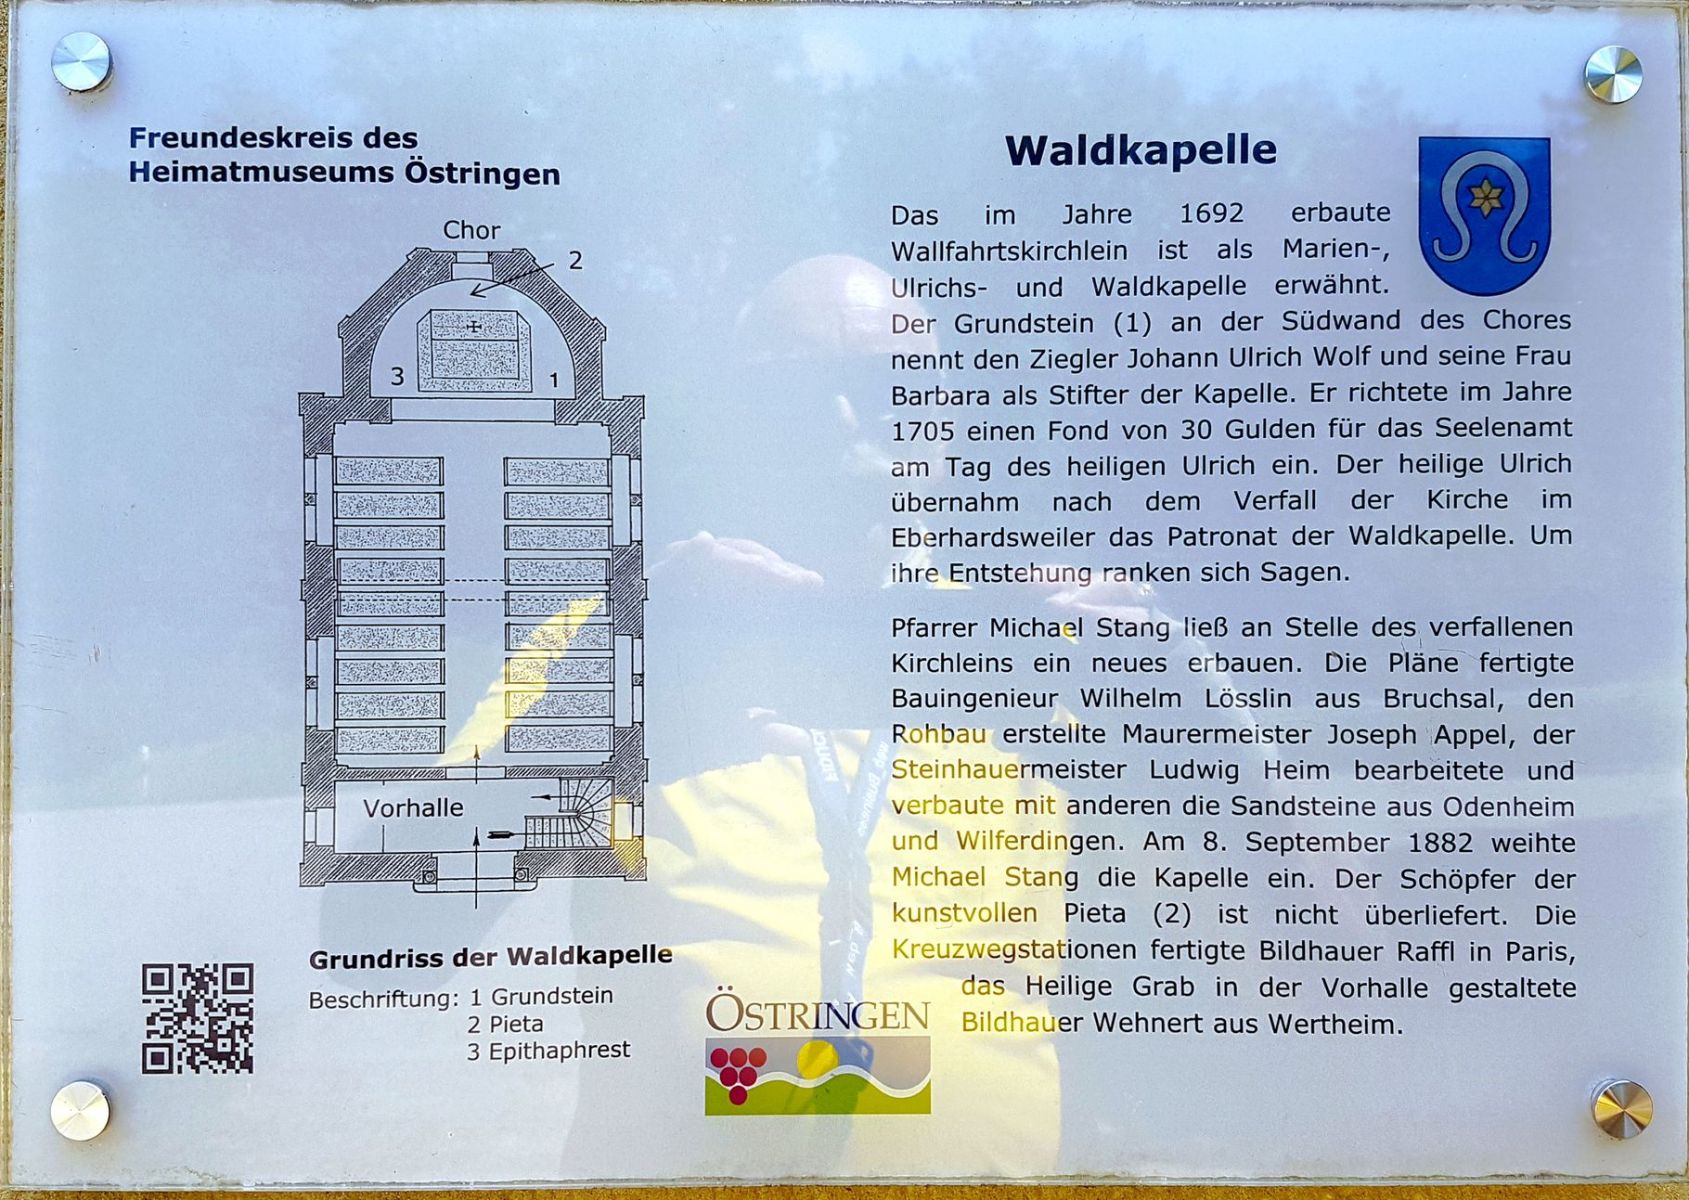 Freundeskreis des
Heimatmuseums Östringen
Chor
2
3
1
Vorhalle
Grundriss der Waldkapelle
Beschriftung: 1 Grundstein
2 Pieta
3 Epithaphrest
ÖSTRINGEN
Waldkapelle
Das im Jahre 1692 erbaute
Wallfahrtskirchlein ist als Marien-,
Ulrichs- und Waldkapelle erwähnt.
Der Grundstein (1) an der Südwand des Chores
nennt den Ziegler Johann Ulrich Wolf und seine Frau
Barbara als Stifter der Kapelle. Er richtete im Jahre
1705 einen Fond von 30 Gulden für das Seelenamt
am Tag des heiligen Ulrich ein. Der heilige Ulrich
übernahm nach dem Verfall der Kirche im
Eberhardsweiler das Patronat der Waldkapelle. Um
ihre Entstehung ranken sich Sagen.
Pfarrer Michael Stang ließ an Stelle des verfallenen
Kirchleins ein neues erbauen. Die Pläne fertigte
Bauingenieur Wilhelm Lösslin aus Bruchsal, den
Rohbau erstellte Maurermeister Joseph Appel, der
Steinhauermeister Ludwig Heim bearbeitete und
verbaute mit anderen die Sandsteine aus Odenheim
und Wilferdingen. Am 8. September 1882 weihte
Michael Stang die Kapelle ein. Der Schöpfer der
kunstvollen Pieta (2) ist nicht überliefert. Die
Kreuzwegstationen fertigte Bildhauer Raffl in Paris,
das Heilige Grab in der Vorhalle gestaltete
Bildhauer Wehnert aus Wertheim.